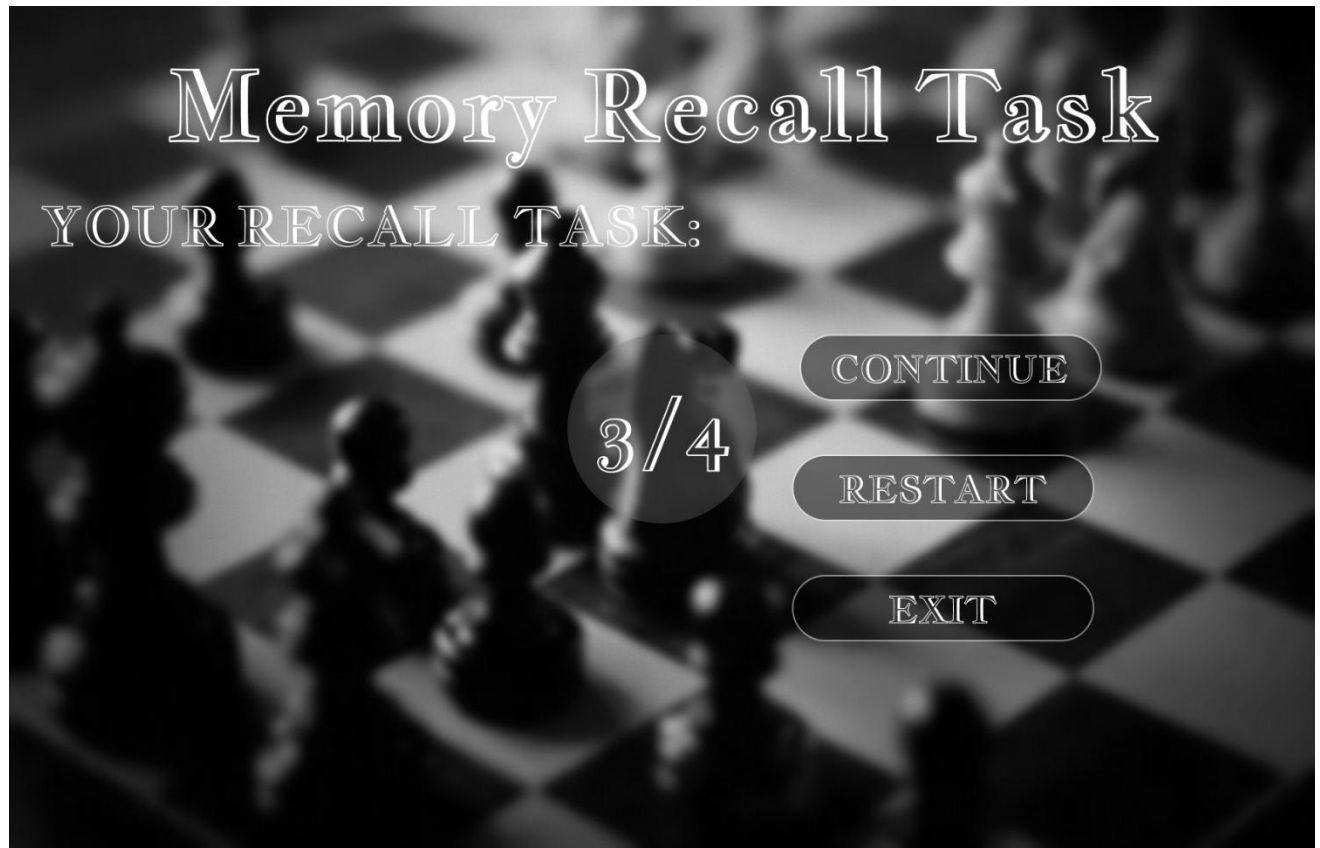 Memory Recall Task
YOUR RECALL TASK:
CONTINUE
3/4
RESTART
EXIT